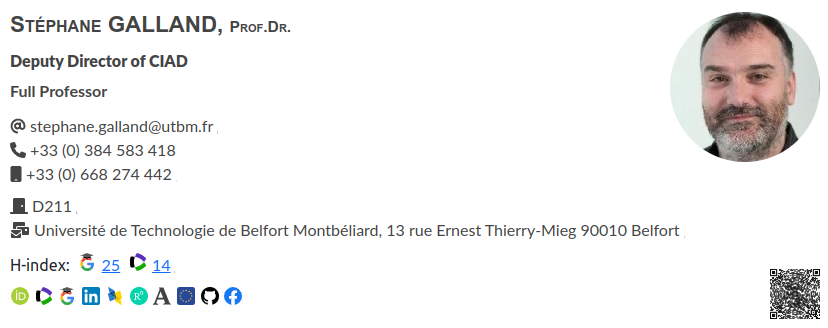 STÉPHANE GALLAND, PROF.DR.
Deputy Director of CIAD
Full Professor
stephane.galland@utbm.fr
+33 (0) 384 583 418
+33 (0) 668 274 442
D211
Université de Technologie de Belfort Montbéliard, 13 rue Ernest Thierry-Mieg 90010 Belfort
H-index: 25 14